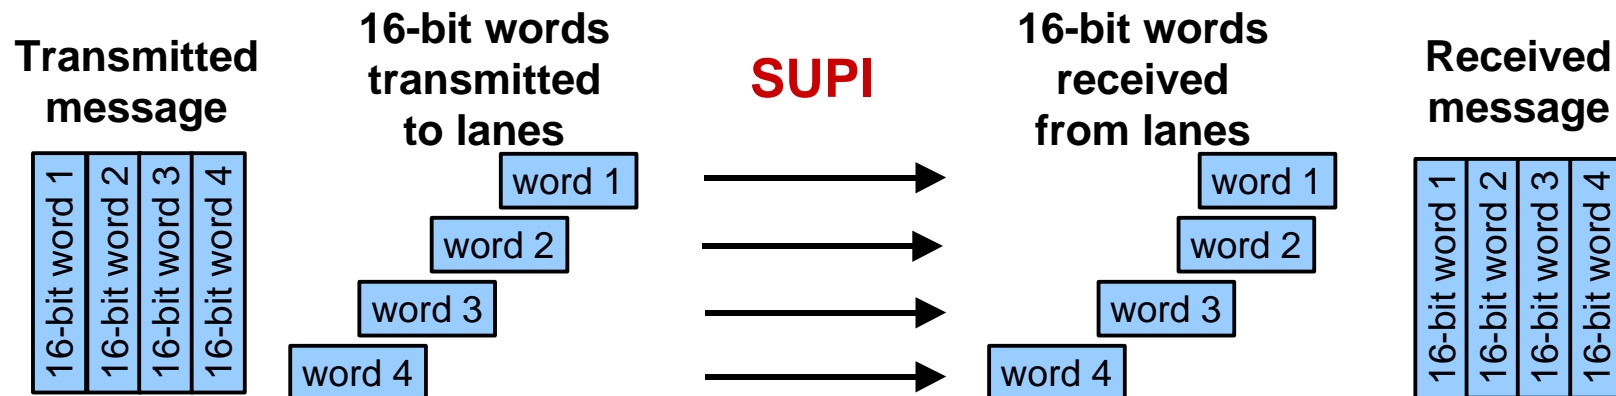 Transmitted
message
16-bit word 1
16-bit word 2
16-bit word 3
16-bit word 4
16-bit words
transmitted
to lanes
word 1
word 2
word 3
word 4
SUPI
16-bit words
received
from lanes
word 1
word 2
word 3
word 4
Received
message
16-bit word 1
16-bit word 2
16-bit word 3
16-bit word 4